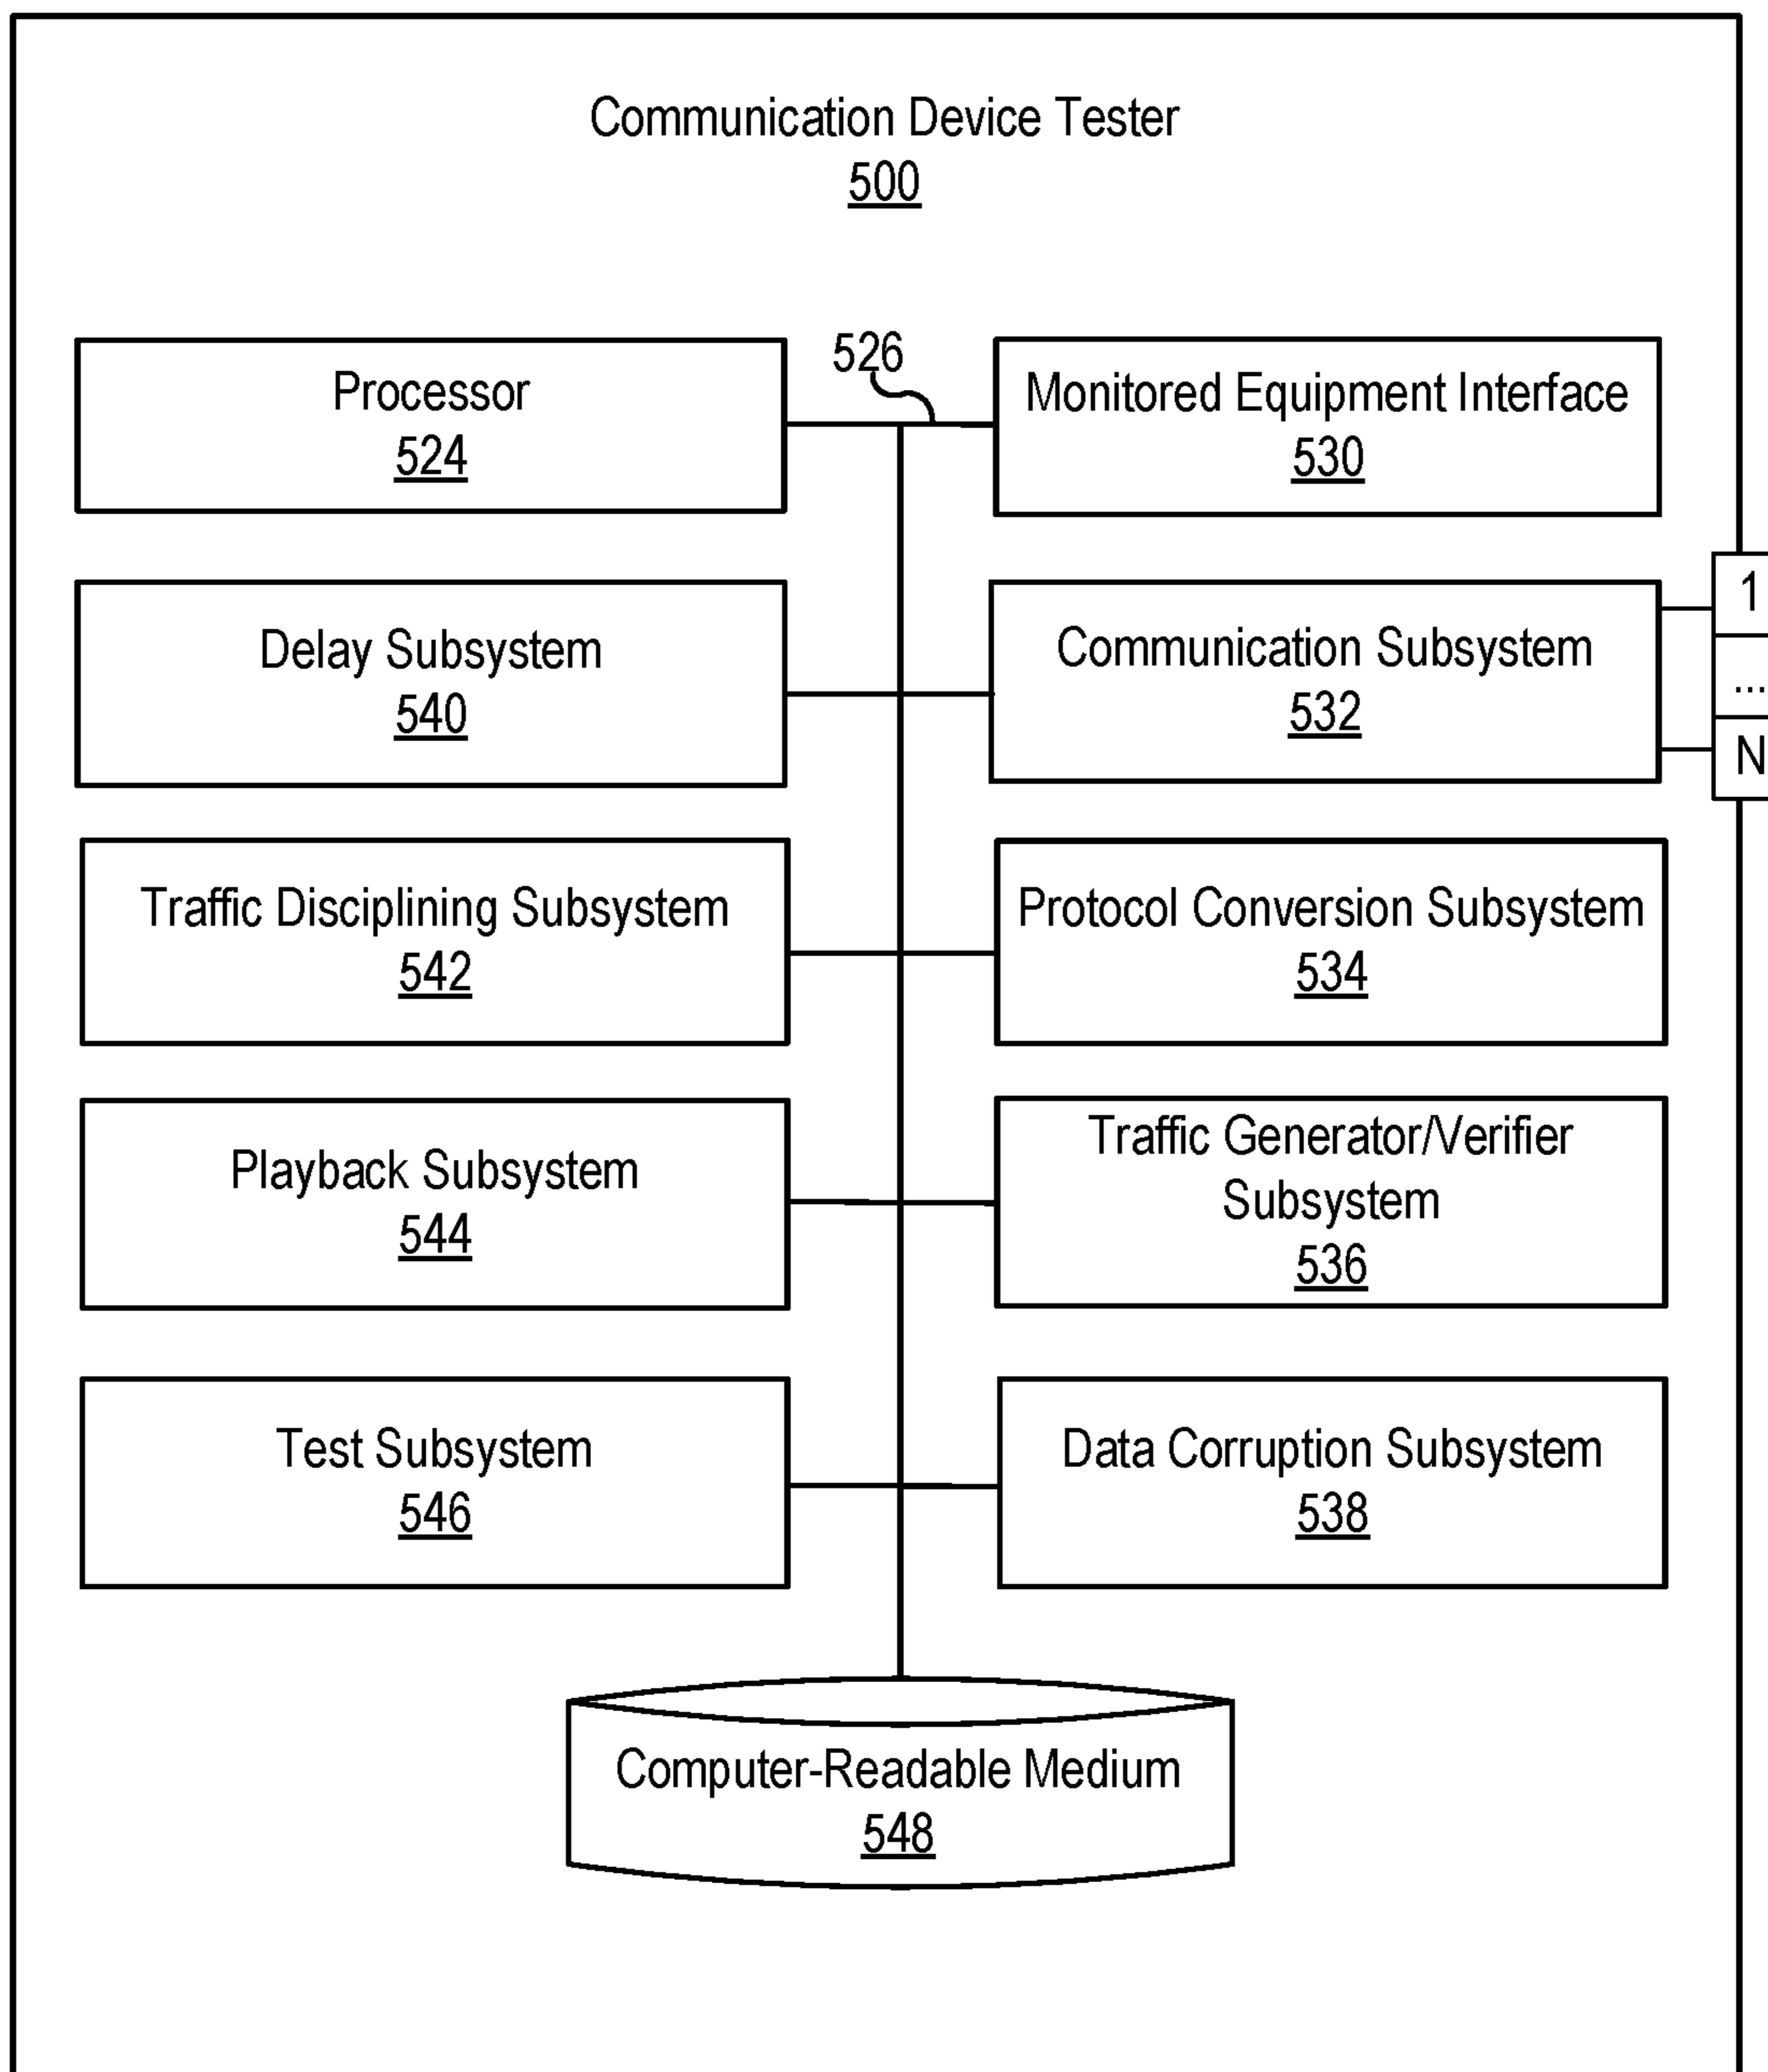 Communication Device Tester
500
526
Processor
524
Monitored Equipment Interface
530
Delay Subsystem
540
Communication Subsystem
532
1
...
N
Traffic Disciplining Subsystem
542
Protocol Conversion Subsystem
534
Playback Subsystem
544
Traffic Generator/Verifier
Subsystem
536
Test Subsystem
546
Data Corruption Subsystem
538
Computer-Readable Medium
548